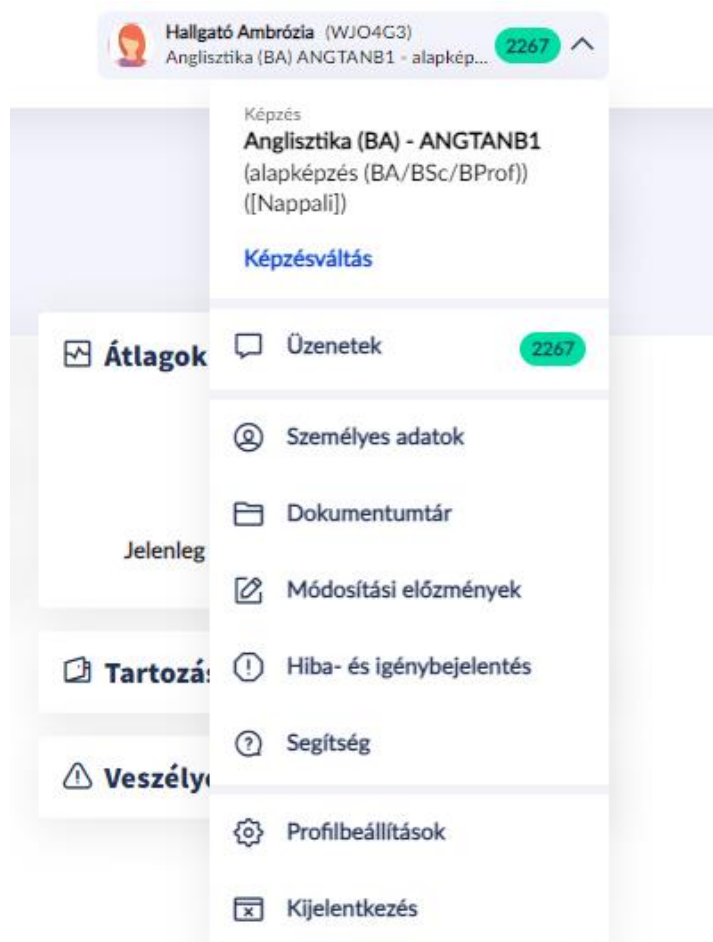 Hallgató Ambrózia (WJO4G3)
Anglisztika (BA) ANGTANB1 - alapkép...
2267
Képzés
Anglisztika (BA) - ANGTANB1
(alapképzés (BA/BSc/BProf))
([Nappali])
Képzésváltás
Átlagok
Üzenetek 2267
Személyes adatok
Dokumentumtár
Jelenleg
Módosítási előzmények
Tartozás
Hiba- és igénybejelentés
Segítség
Veszélye
Profilbeállítások
Kijelentkezés